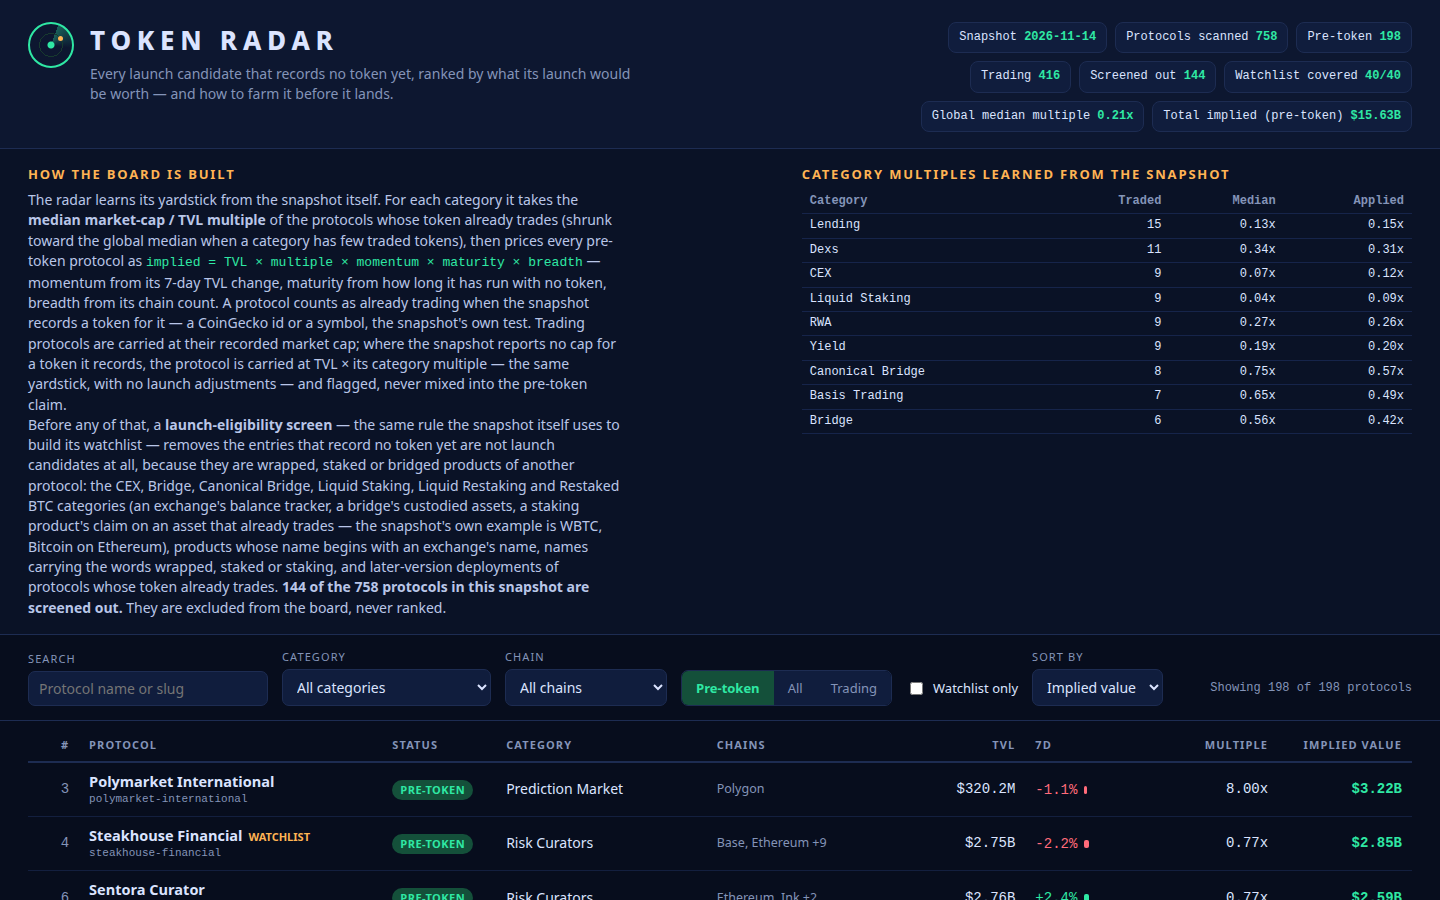 TOKEN RADAR
Every launch candidate that records no token yet, ranked by what its launch would
be worth — and how to farm it before it lands.
Snapshot 2026-11-14
Protocols scanned 758
Pre-token 198
Trading 416
Screened out 144
Watchlist covered 40/40
Global median multiple 0.21x
Total implied (pre-token) $15.63B
HOW THE BOARD IS BUILT
The radar learns its yardstick from the snapshot itself. For each category it takes the
median market-cap / TVL multiple of the protocols whose token already trades (shrunk
toward the global median when a category has few traded tokens), then prices every pre-
token protocol as implied = TVL × multiple × momentum × maturity × breadth —
momentum from its 7-day TVL change, maturity from how long it has run with no token,
breadth from its chain count. A protocol counts as already trading when the snapshot
records a token for it — a CoinGecko id or a symbol, the snapshot's own test. Trading
protocols are carried at their recorded market cap; where the snapshot reports no cap for
a token it records, the protocol is carried at TVL × its category multiple — the same
yardstick, with no launch adjustments — and flagged, never mixed into the pre-token
claim.
Before any of that, a launch-eligibility screen — the same rule the snapshot itself uses to
build its watchlist — removes the entries that record no token yet are not launch
candidates at all, because they are wrapped, staked or bridged products of another
protocol: the CEX, Bridge, Canonical Bridge, Liquid Staking, Liquid Restaking and Restaked
BTC categories (an exchange's balance tracker, a bridge's custodied assets, a staking
product's claim on an asset that already trades — the snapshot's own example is WBTC,
Bitcoin on Ethereum), products whose name begins with an exchange's name, names
carrying the words wrapped, staked or staking, and later-version deployments of
protocols whose token already trades. 144 of the 758 protocols in this snapshot are
screened out. They are excluded from the board, never ranked.
CATEGORY MULTIPLES LEARNED FROM THE SNAPSHOT
Category Traded Median Applied
Lending 15 0.13x 0.15x
Dexs 11 0.34x 0.31x
CEX 9 0.07x 0.12x
Liquid Staking 9 0.04x 0.09x
RWA 9 0.27x 0.26x
Yield 9 0.19x 0.20x
Canonical Bridge 8 0.75x 0.57x
Basis Trading 7 0.65x 0.49x
Bridge 6 0.56x 0.42x
SEARCH
Protocol name or slug
CATEGORY
All categories
CHAIN
All chains
Pre-token All Trading
Watchlist only
SORT BY
Implied value
Showing 198 of 198 protocols
# PROTOCOL STATUS CATEGORY CHAINS TVL 7D MULTIPLE IMPLIED VALUE
3 Polymarket International PRE-TOKEN Prediction Market Polygon $320.2M -1.1% 8.00x $3.22B
polymarket-international
4 Steakhouse Financial WATCHLIST PRE-TOKEN Risk Curators Base, Ethereum +9 $2.75B -2.2% 0.77x $2.85B
steakhouse-financial
6 Sentora Curator PRE-TOKEN Risk Curators Ethereum, Ink +2 $2.76B +2.4% 0.77x $2.59B